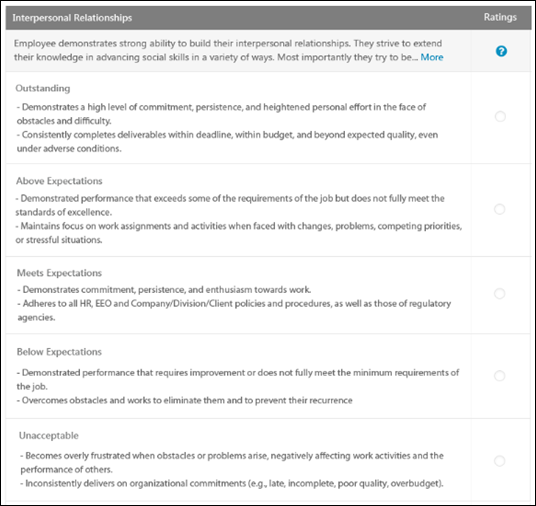 Interpersonal Relationships Ratings
Employee demonstrates strong ability to build their interpersonal relationships. They strive to extend
their knowledge in advancing social skills in a variety of ways. Most importantly they try to be... More
?
Outstanding
- Demonstrates a high level of commitment, persistence, and heightened personal effort in the face of
obstacles and difficulty.
- Consistently completes deliverables within deadline, within budget, and beyond expected quality, even
under adverse conditions.
Above Expectations
- Demonstrated performance that exceeds some of the requirements of the job but does not fully meet the
standards of excellence.
- Maintains focus on work assignments and activities when faced with changes, problems, competing priorities,
or stressful situations.
Meets Expectations
- Demonstrates commitment, persistence, and enthusiasm towards work.
- Adheres to all HR, EEO and Company/Division/Client policies and procedures, as well as those of regulatory
agencies.
Below Expectations
- Demonstrated performance that requires improvement or does not fully meet the minimum requirements of
the job.
- Overcomes obstacles and works to eliminate them and to prevent their recurrence
Unacceptable
- Becomes overly frustrated when obstacles or problems arise, negatively affecting work activities and the
performance of others.
- Inconsistently delivers on organizational commitments (e.g., late, incomplete, poor quality, overbudget).